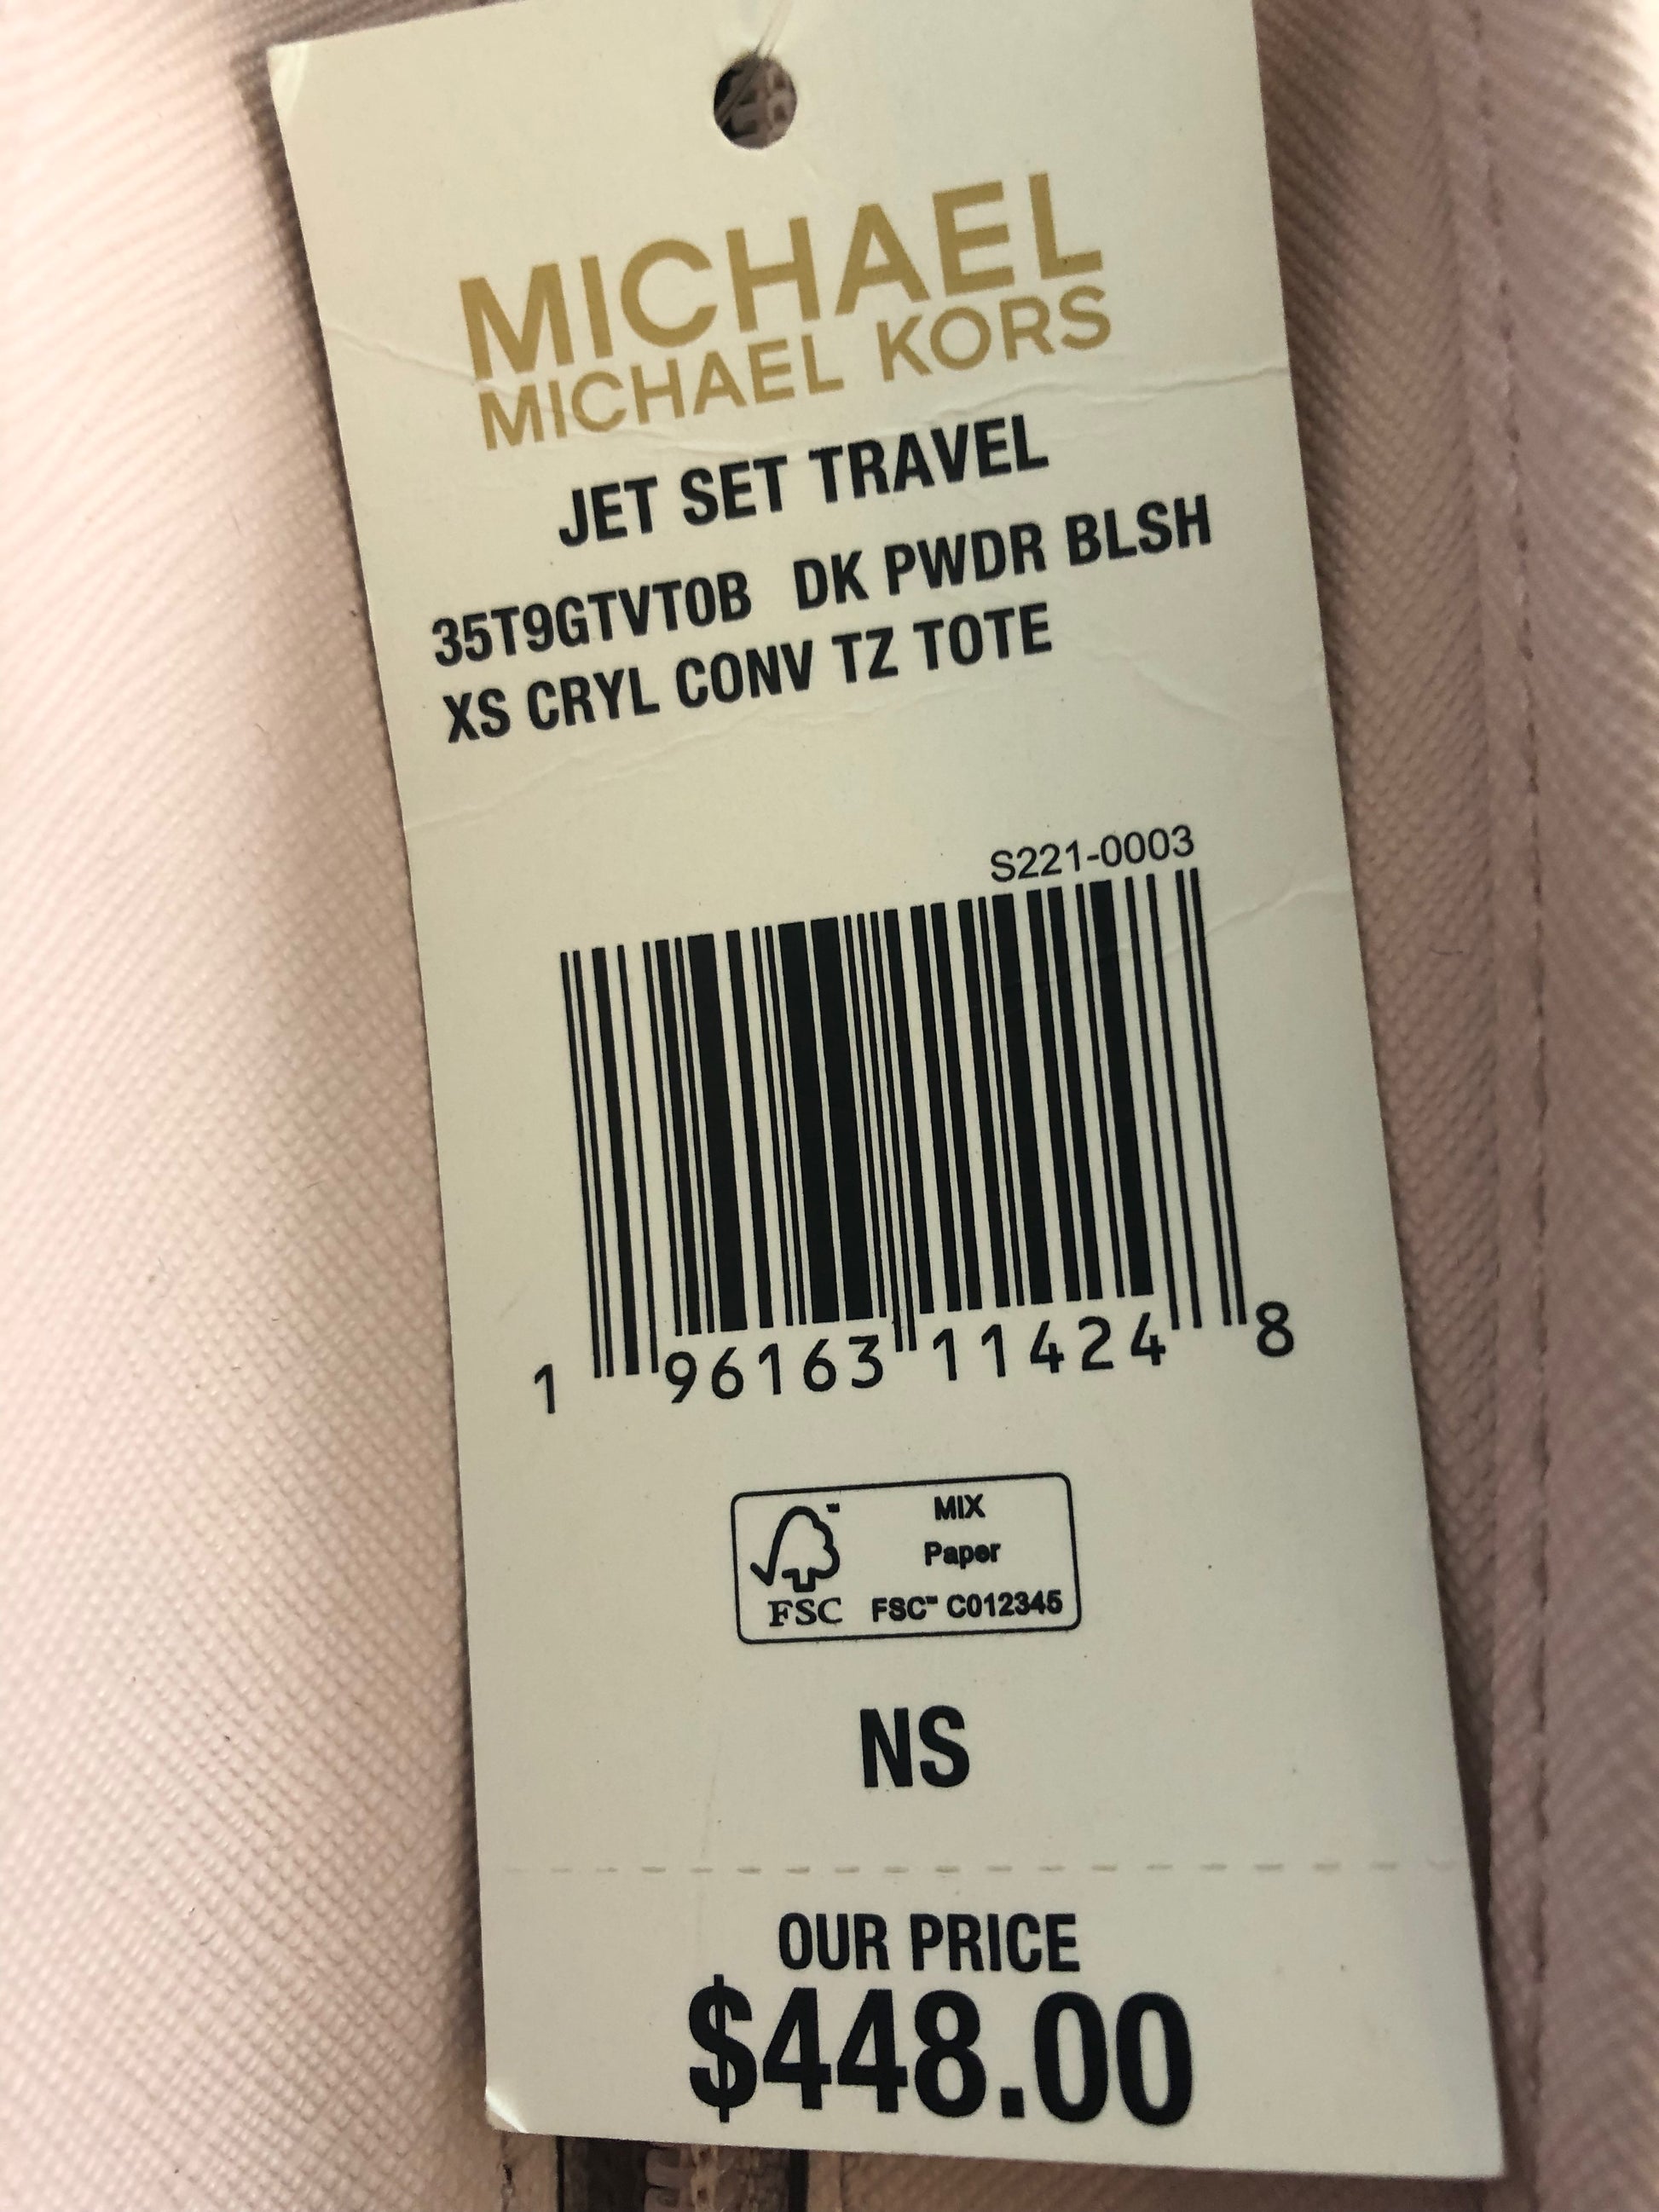 MICHAEL
MICHAEL KORS
JET SET TRAVEL
35T9GTVT0B DK PWDR BLSH
XS CRYL CONV TZ TOTE
S221-0003
1 96163 11424 8
MIX
Paper
FSC FSC™ C012345
NS
OUR PRICE
$448.00